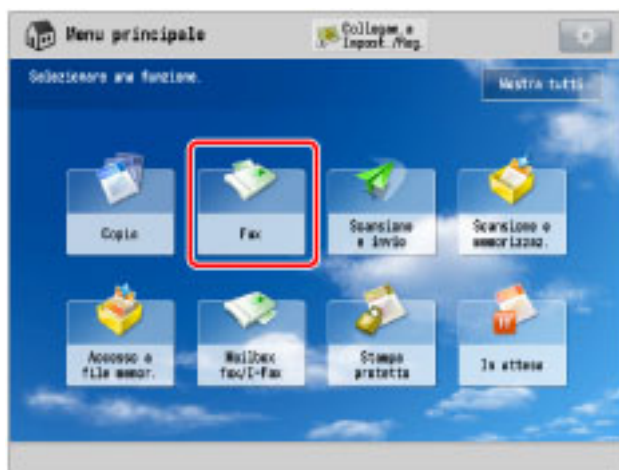 Menu principale
Collegam. a
Impost./Reg.
Selezionare una funzione.
Mostra tutti
Copia
Fax
Scansione
e invio
Scansione e
memorizzaz.
Accesso a
file memor.
Mailbox
fax/I-Fax
Stampa
protetta
In attesa